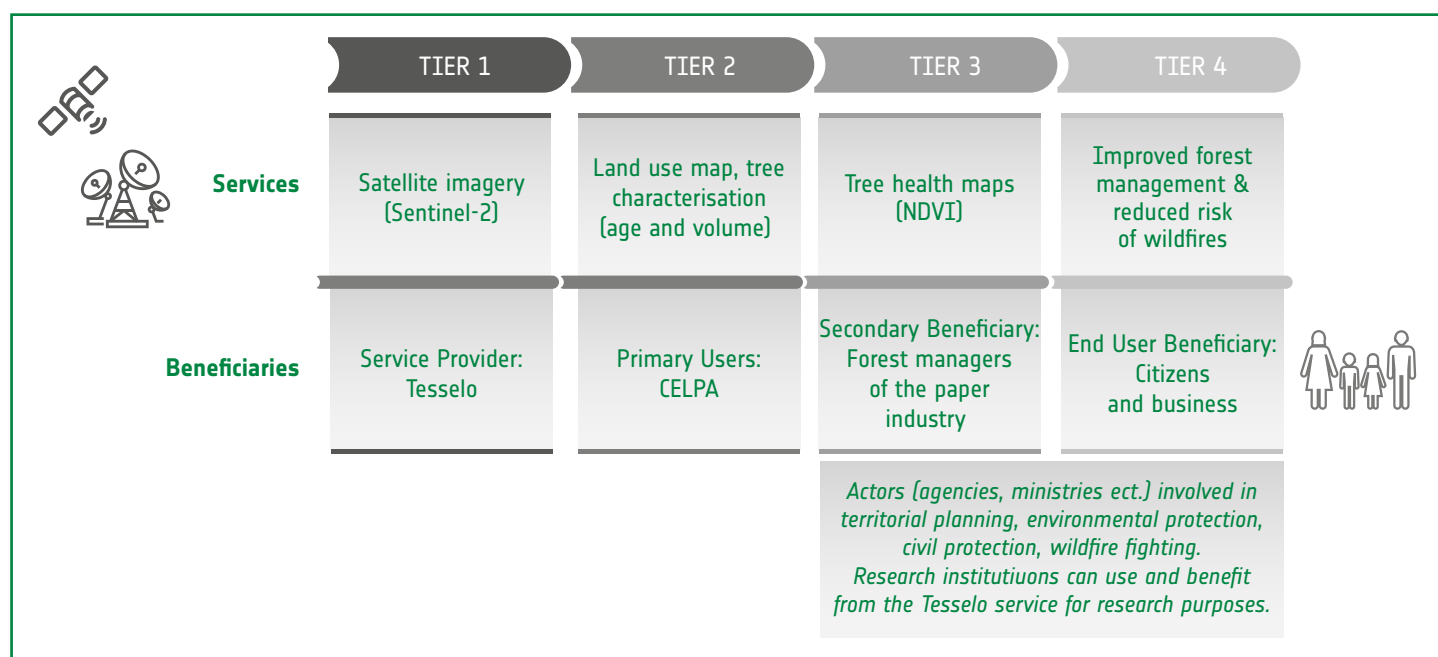 TIER 1
TIER 2
TIER 3
TIER 4
Services
Satellite imagery
(Sentinel-2)
Land use map, tree
characterisation
(age and volume)
Tree health maps
(NDVI)
Improved forest
management &
reduced risk
of wildfires
Beneficiaries
Service Provider:
Tesselo
Primary Users:
CELPA
Secondary Beneficiary:
Forest managers
of the paper
industry
End User Beneficiary:
Citizens
and business
Actors (agencies, ministries ect.) involved in
territorial planning, environmental protection,
civil protection, wildfire fighting.
Research institutiuons can use and benefit
from the Tesselo service for research purposes.